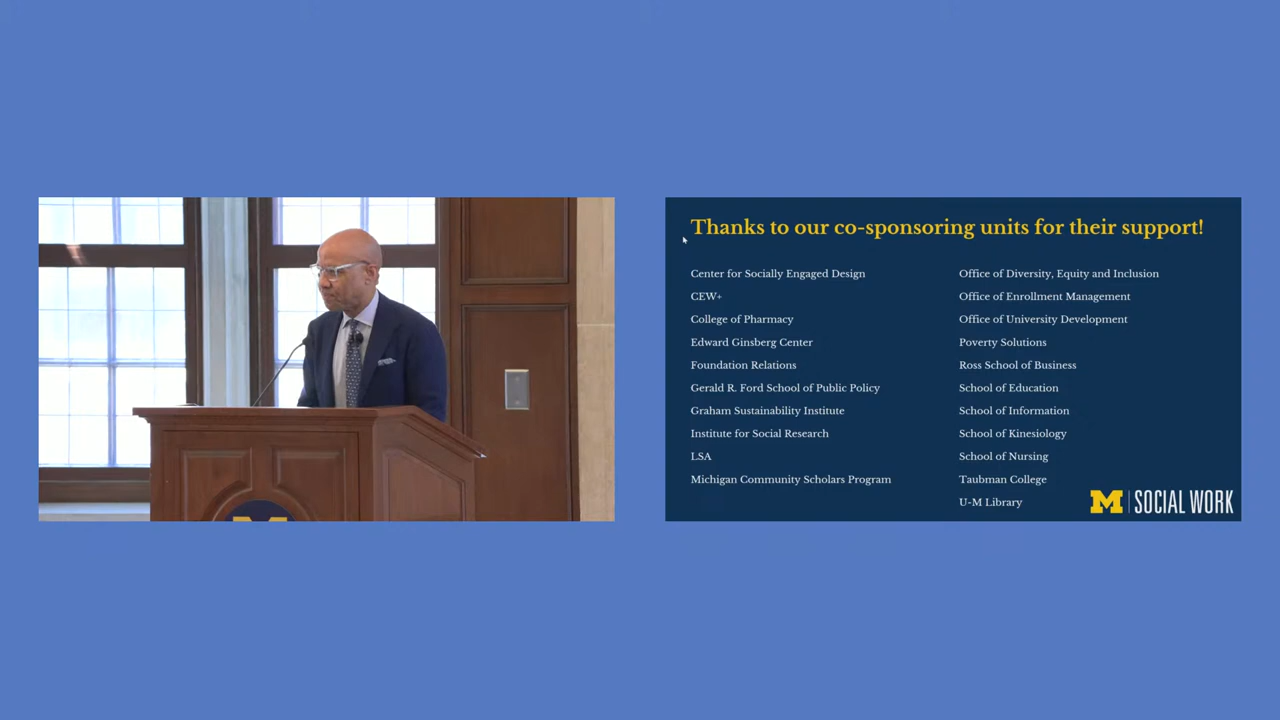 Thanks to our co-sponsoring units for their support!
Center for Socially Engaged Design
CEW+
College of Pharmacy
Edward Ginsberg Center
Foundation Relations
Gerald R. Ford School of Public Policy
Graham Sustainability Institute
Institute for Social Research
LSA
Michigan Community Scholars Program
Office of Diversity, Equity and Inclusion
Office of Enrollment Management
Office of University Development
Poverty Solutions
Ross School of Business
School of Education
School of Information
School of Kinesiology
School of Nursing
Taubman College
U-M Library
M SOCIAL WORK
M